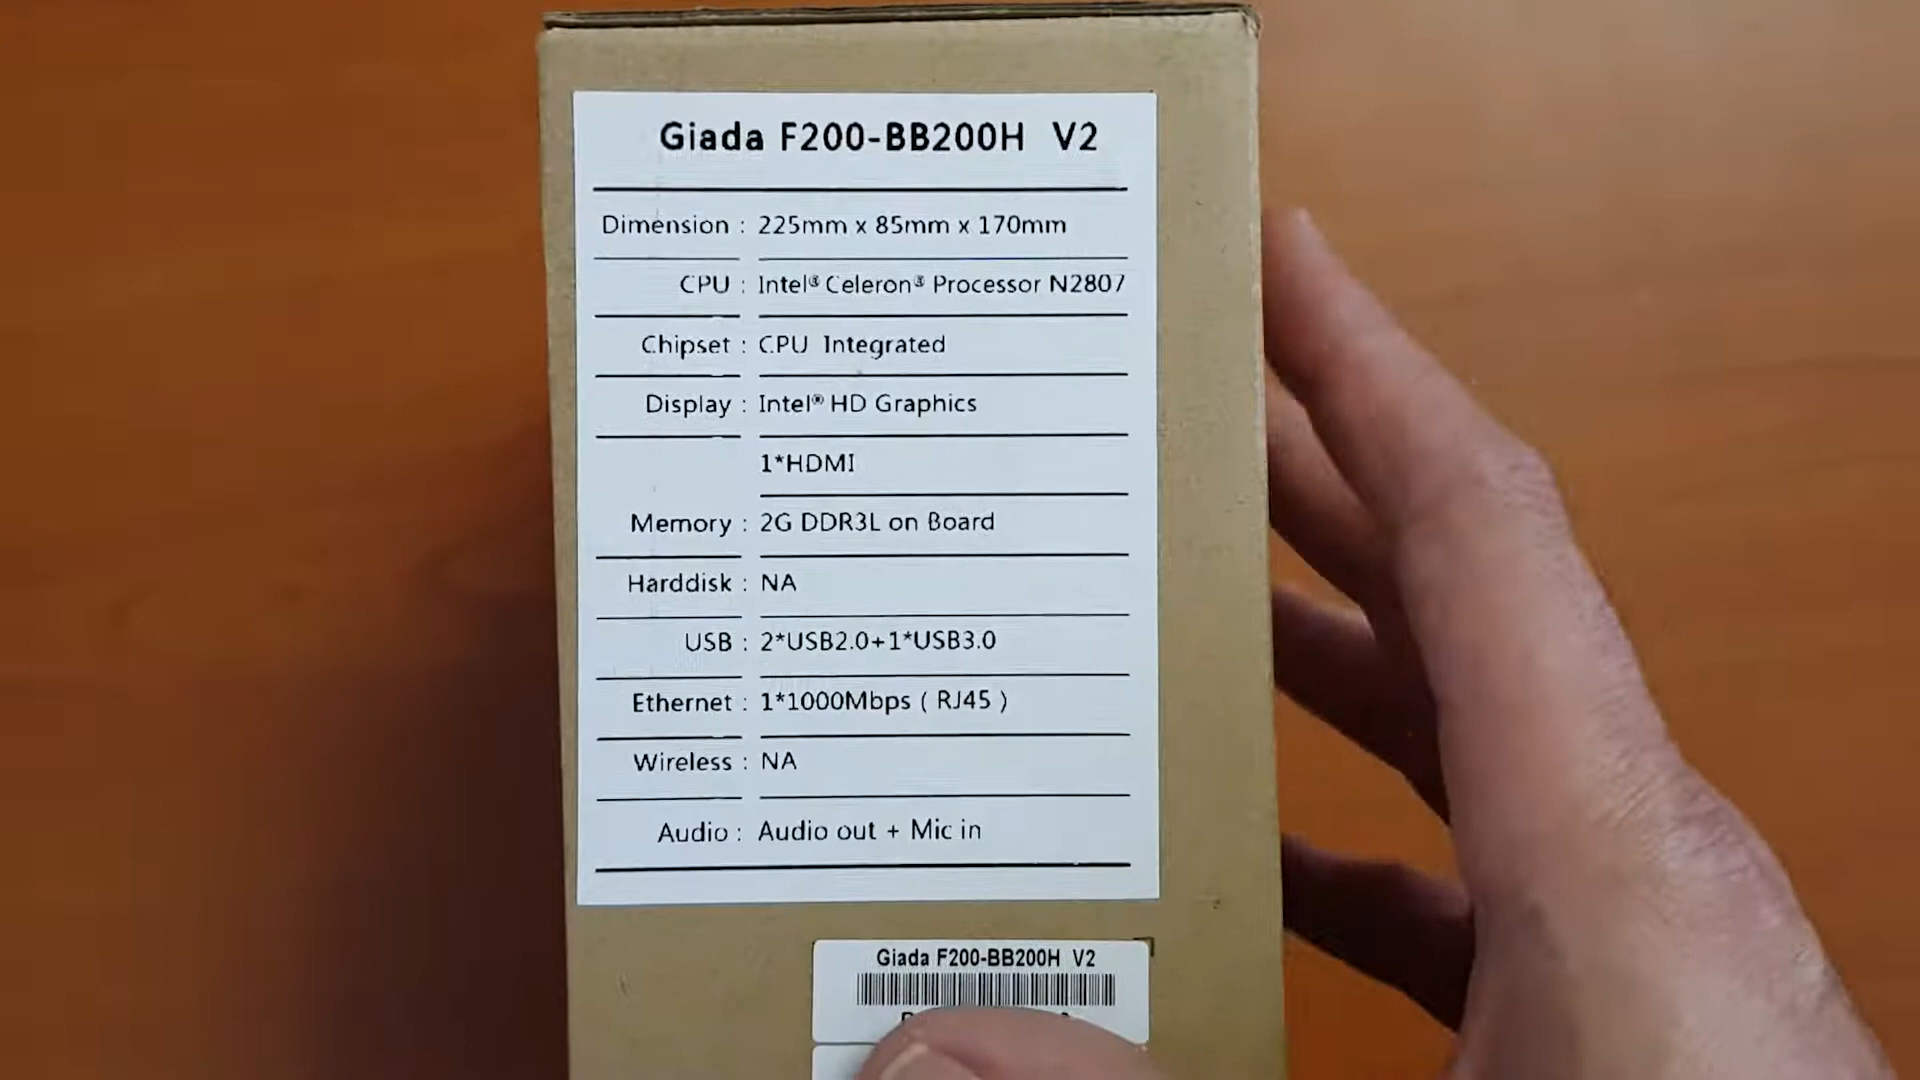 Giada F200-BB200H V2
Dimension : 225mm x 85mm x 170mm
CPU : Intel® Celeron® Processor N2807
Chipset : CPU Integrated
Display : Intel® HD Graphics
1*HDMI
Memory : 2G DDR3L on Board
Harddisk : NA
USB : 2*USB2.0+1*USB3.0
Ethernet : 1*1000Mbps ( RJ45 )
Wireless : NA
Audio : Audio out + Mic in
Giada F200-BB200H V2